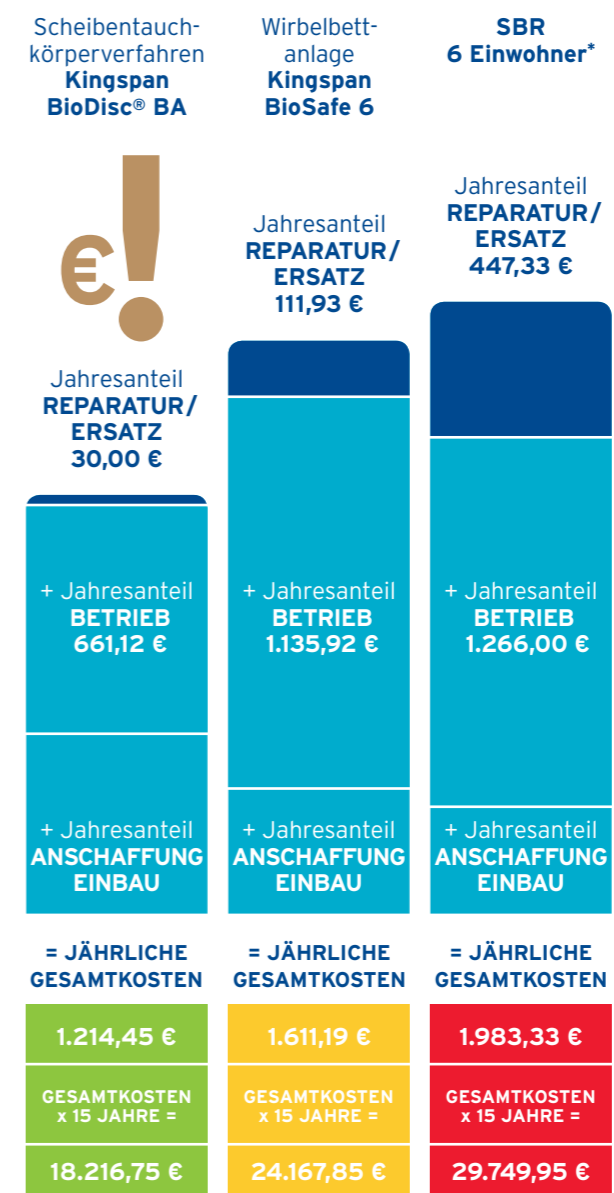 Scheibentauch-
körperverfahren
Kingspan
BioDisc® BA
€!
Jahresanteil
REPARATUR/
ERSATZ
30,00 €
+ Jahresanteil
BETRIEB
661,12 €
+ Jahresanteil
ANSCHAFFUNG
EINBAU
= JÄHRLICHE
GESAMTKOSTEN
1.214,45 €
GESAMTKOSTEN
x 15 JAHRE =
18.216,75 €
Wirbelbett-
anlage
Kingspan
BioSafe 6
Jahresanteil
REPARATUR/
ERSATZ
111,93 €
+ Jahresanteil
BETRIEB
1.135,92 €
+ Jahresanteil
ANSCHAFFUNG
EINBAU
= JÄHRLICHE
GESAMTKOSTEN
1.611,19 €
GESAMTKOSTEN
x 15 JAHRE =
24.167,85 €
SBR
6 Einwohner*
Jahresanteil
REPARATUR/
ERSATZ
447,33 €
+ Jahresanteil
BETRIEB
1.266,00 €
+ Jahresanteil
ANSCHAFFUNG
EINBAU
= JÄHRLICHE
GESAMTKOSTEN
1.983,33 €
GESAMTKOSTEN
x 15 JAHRE =
29.749,95 €